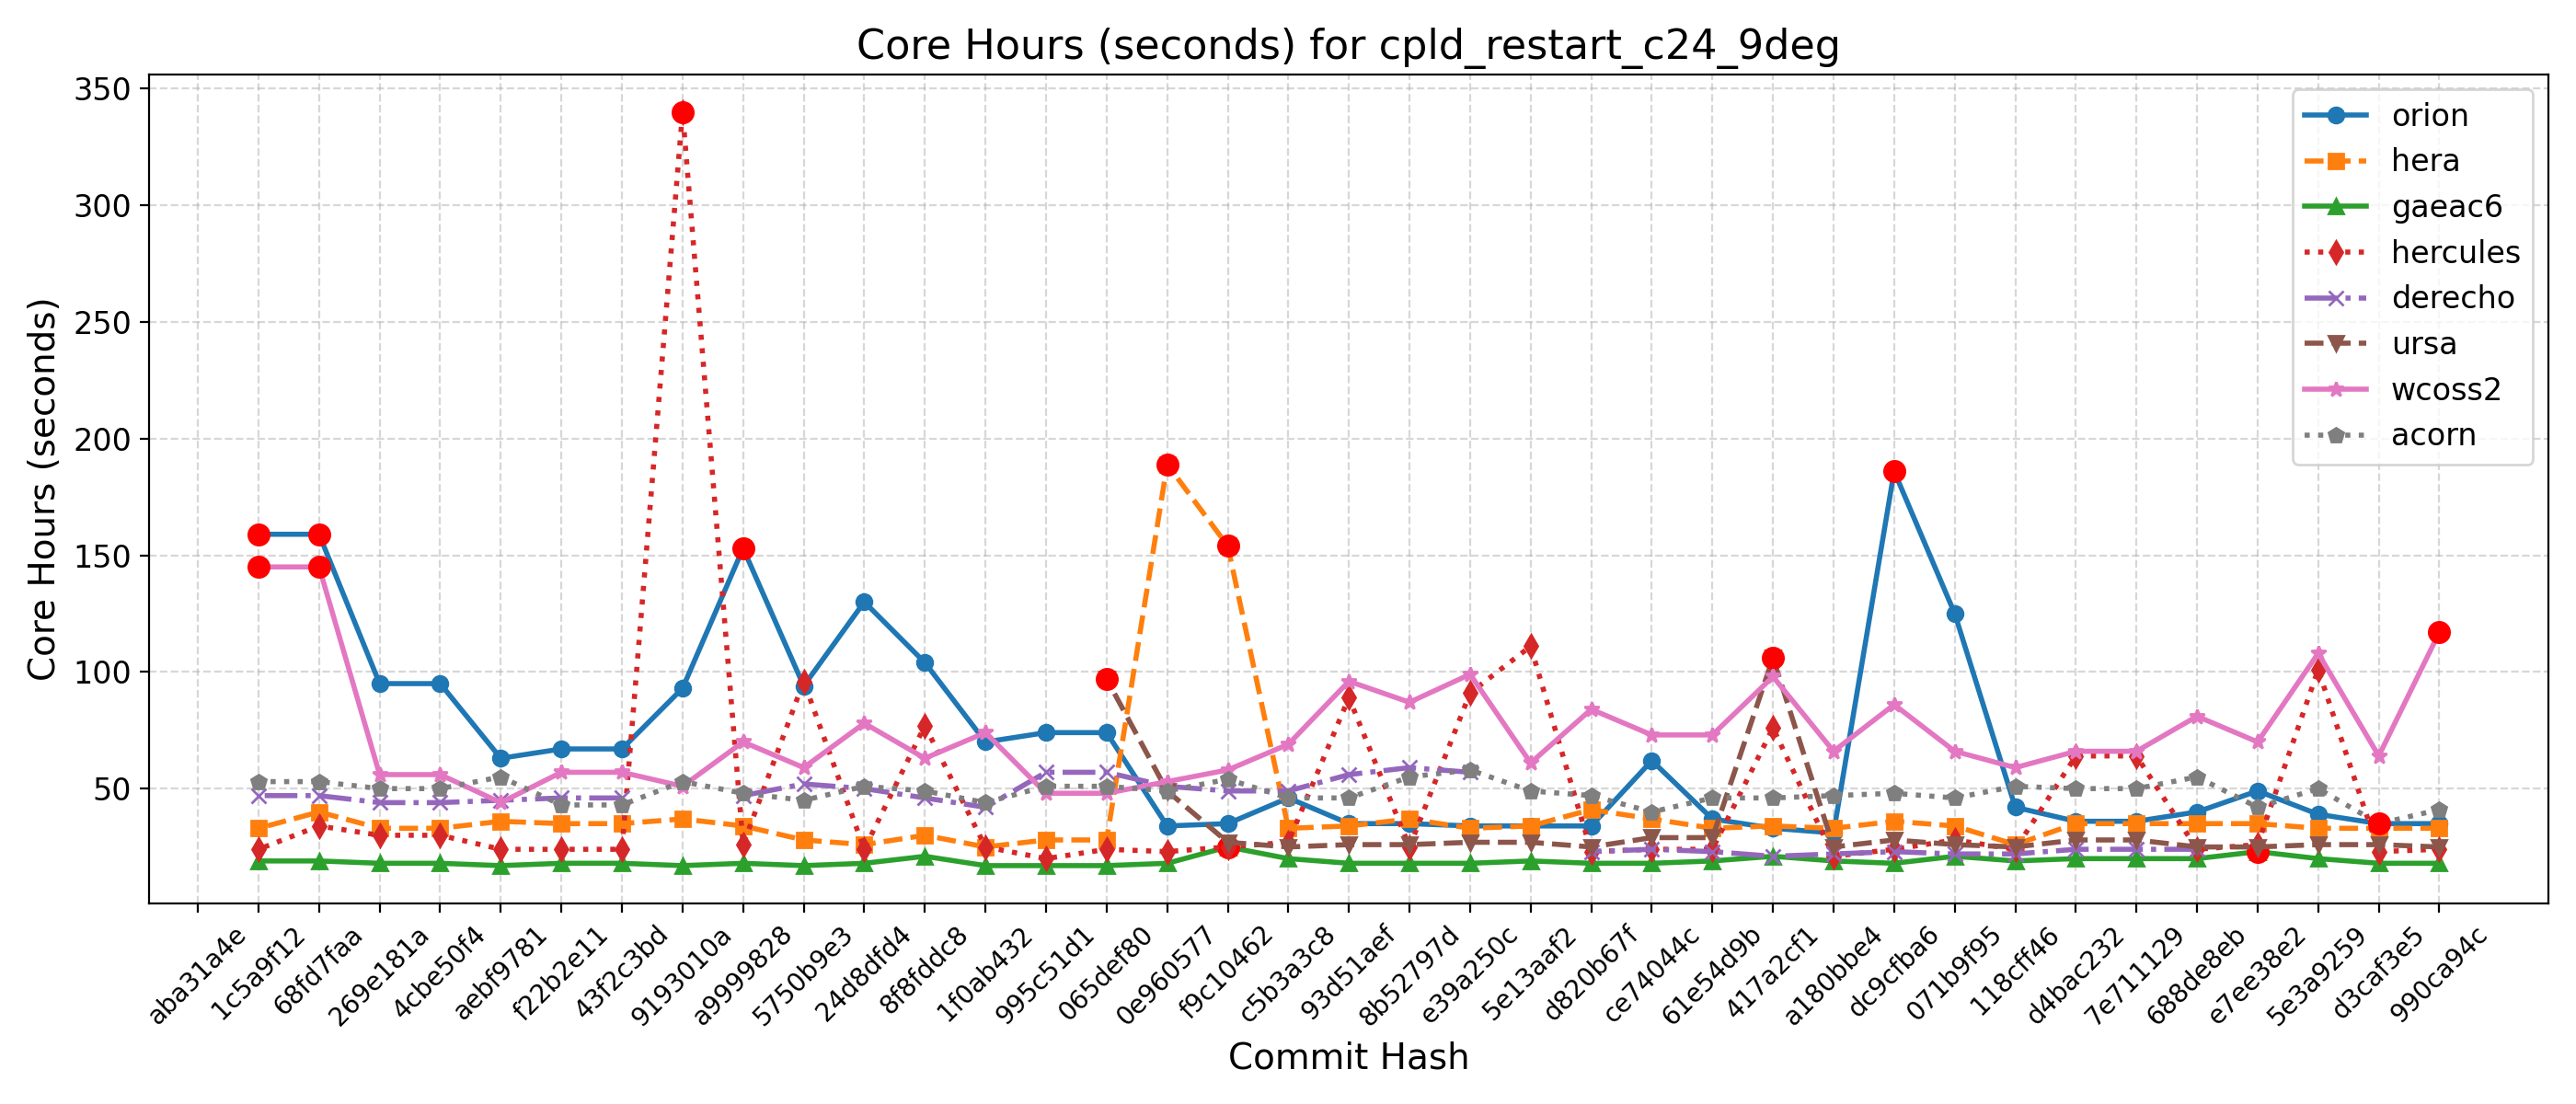 Core Hours (seconds) for cpld_restart_c24_9deg
Core Hours (seconds)
350
300
250
200
150
100
50
orion
hera
gaeac6
hercules
derecho
ursa
wcoss2
acorn
aba31a4e
1c5a9f12
68fd7faa
269e181a
4cbe50f4
aebf9781
f22b2e11
43f2c3bd
9193010a
a9999828
5750b9e3
24d8dfd4
8f8fddc8
1f0ab432
995c51d1
065def80
0e960577
f9c10462
c5b3a3c8
93d51aef
8b52797d
e39a250c
5e13aaf2
d820b67f
ce74044c
61e54d9b
417a2cf1
a180bbe4
dc9cfba6
071b9f95
118cff46
d4bac232
7e711129
688de8eb
e7ee38e2
5e3a9259
d3caf3e5
990ca94c
Commit Hash